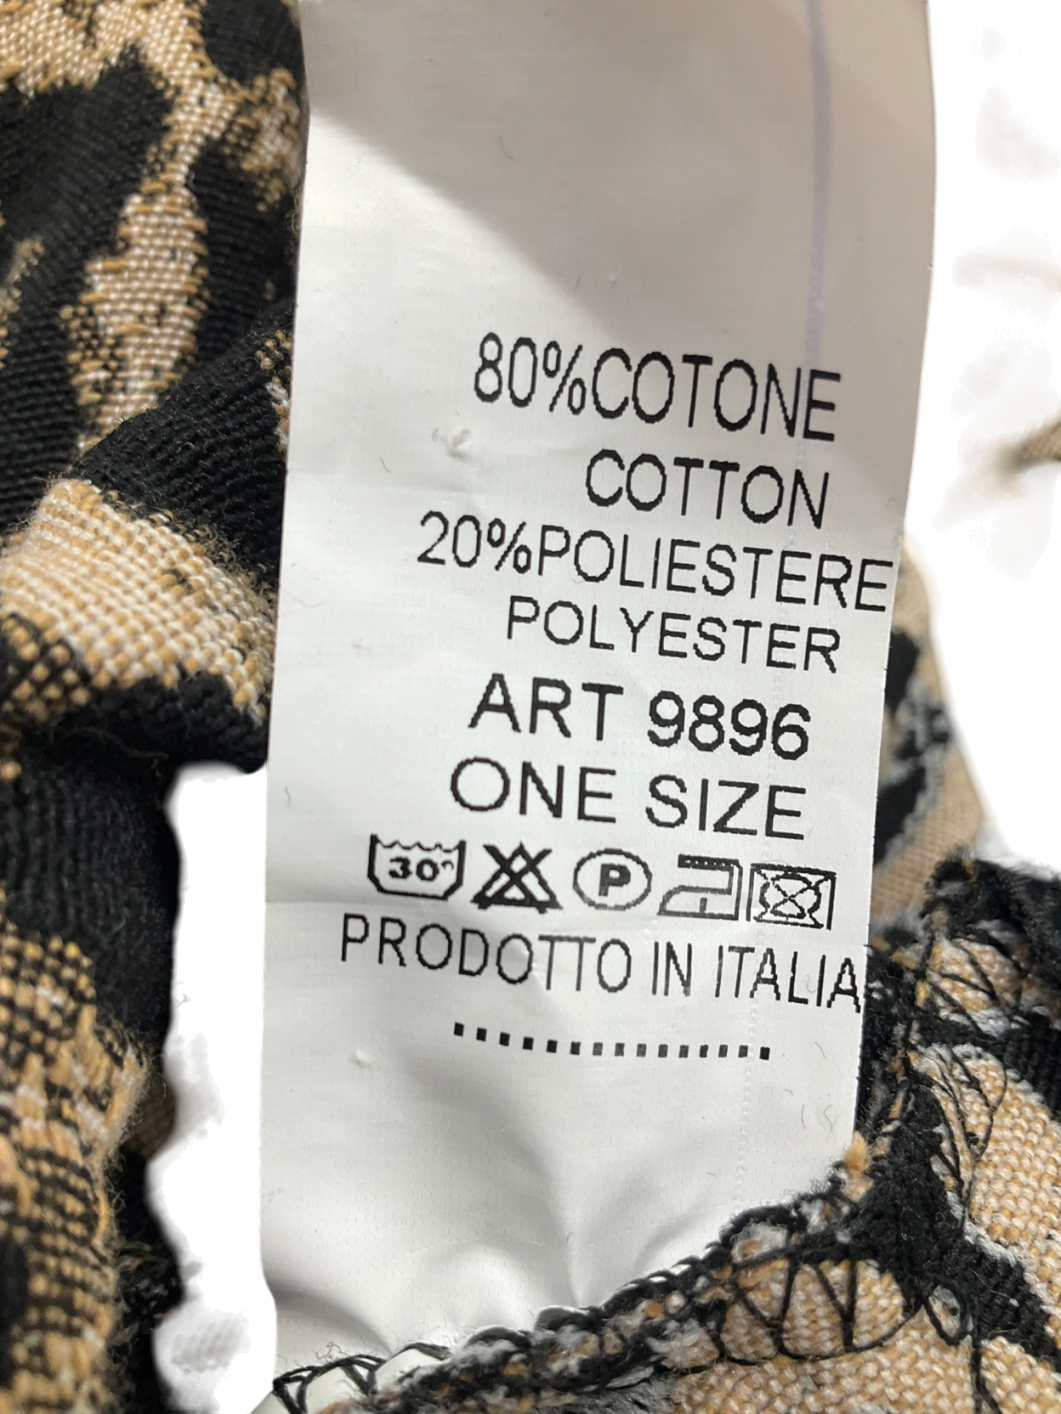 80%COTONE
COTTON
20%POLIESTERE
POLYESTER
ART 9896
ONE SIZE
30° P
PRODOTTO IN ITALIA
................